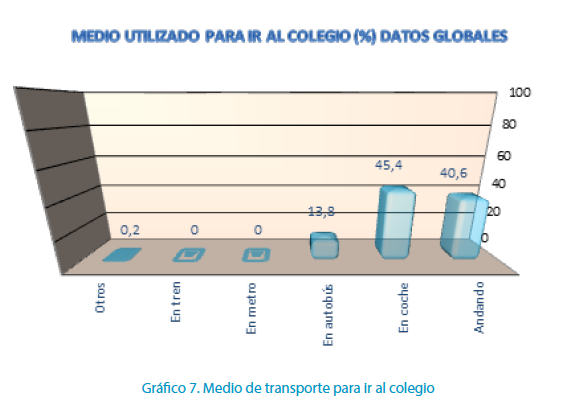 MEDIO UTILIZADO PARA IR AL COLEGIO (%) DATOS GLOBALES
100
80
60
40
20
0
0,2
0
0
13,8
45,4
40,6
Otros
En tren
En metro
En autobús
En coche
Andando
Gráfico 7. Medio de transporte para ir al colegio